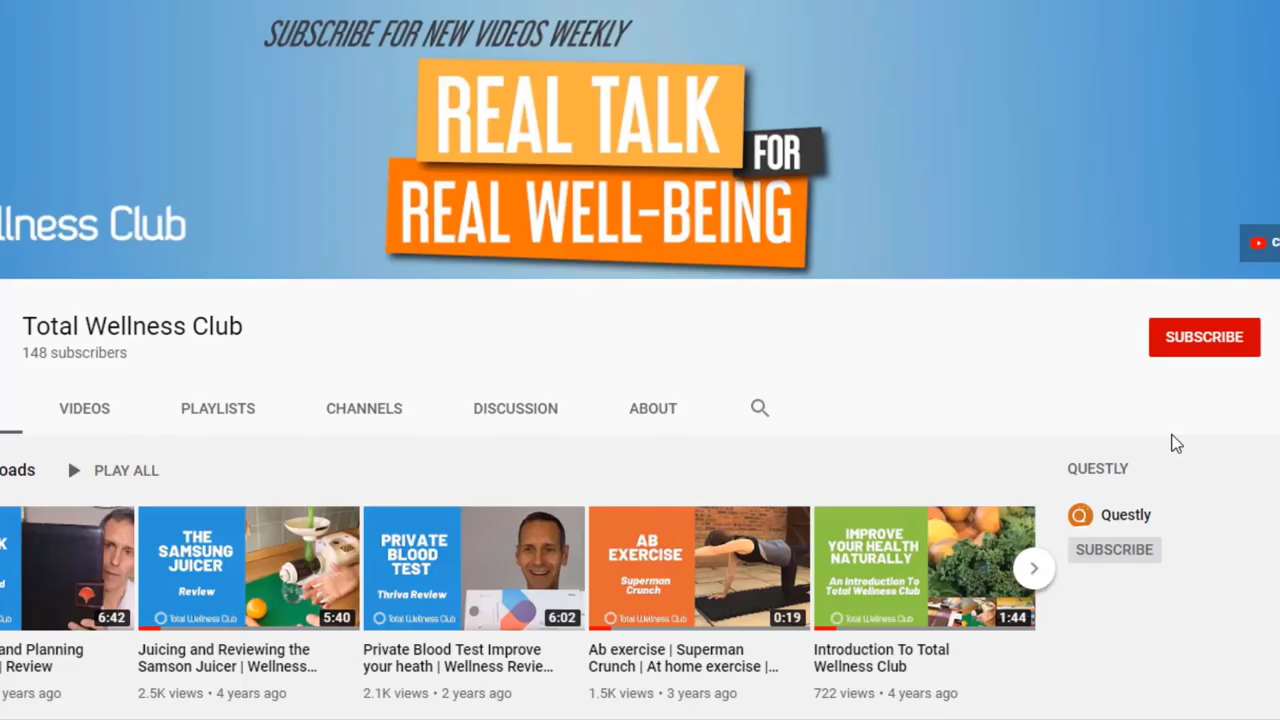 SUBSCRIBE FOR NEW VIDEOS WEEKLY
REAL TALK
FOR
REAL WELL-BEING
llness Club
C
Total Wellness Club
148 subscribers
SUBSCRIBE
VIDEOS
PLAYLISTS
CHANNELS
DISCUSSION
ABOUT
oads
PLAY ALL
QUESTLY
Questly
SUBSCRIBE
K
d
6:42
THE
SAMSUNG
JUICER
Review
Total Wellness Club
5:40
PRIVATE
BLOOD
TEST
Thriva Review
Total Wellness Club
6:02
AB
EXERCISE
Superman
Crunch
Total Wellness Club
0:19
IMPROVE
YOUR HEALTH
NATURALLY
An Introduction To
Total Wellness Club
Total Wellness Club
1:44
and Planning
| Review
years ago
Juicing and Reviewing the
Samson Juicer | Wellness...
2.5K views • 4 years ago
Private Blood Test Improve
your heath | Wellness Revie...
2.1K views • 2 years ago
Ab exercise | Superman
Crunch | At home exercise |...
1.5K views • 3 years ago
Introduction To Total
Wellness Club
722 views • 4 years ago